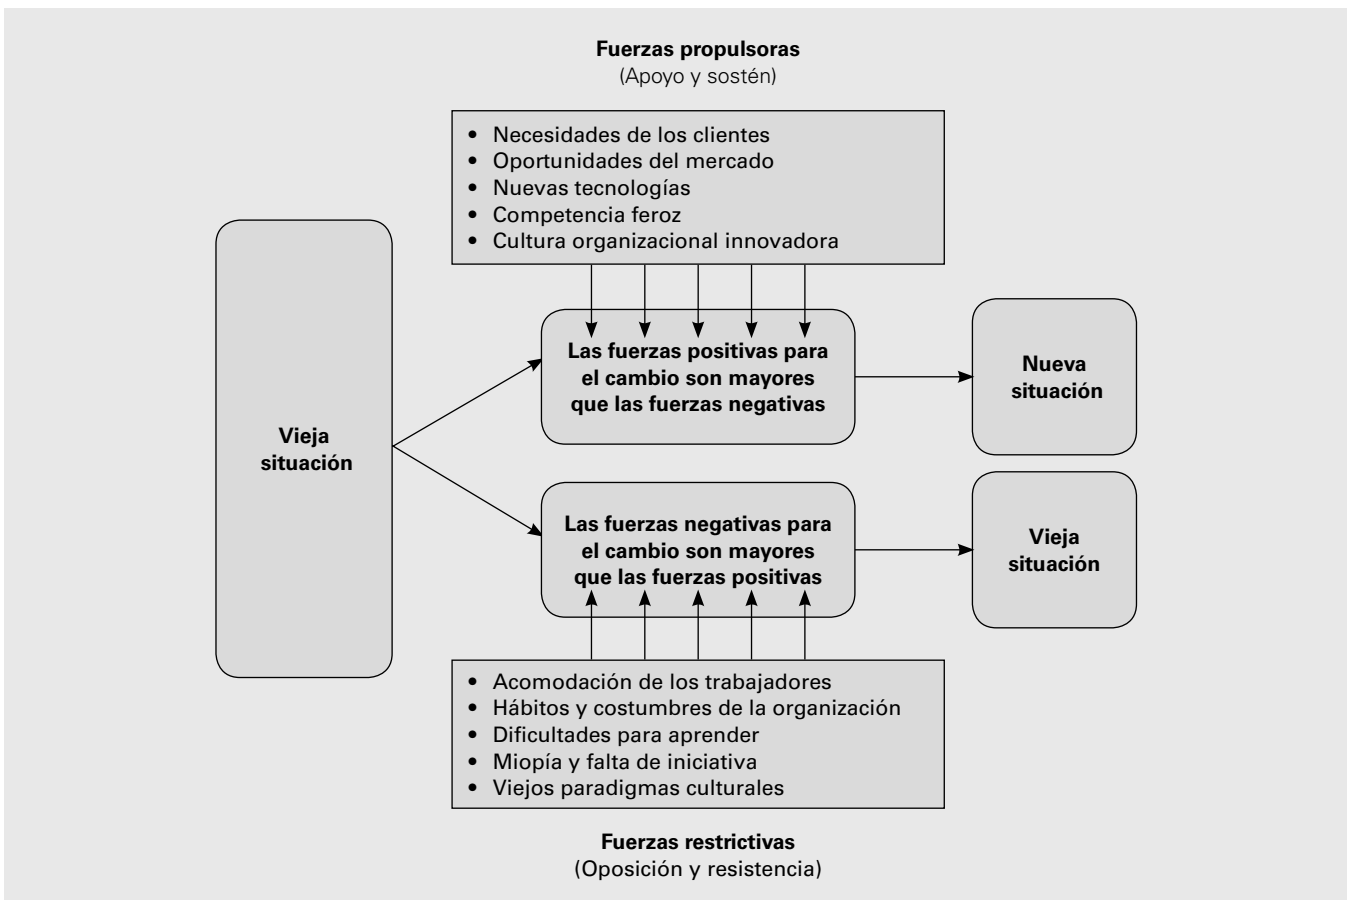 Fuerzas propulsoras
(Apoyo y sostén)
• Necesidades de los clientes
• Oportunidades del mercado
• Nuevas tecnologías
• Competencia feroz
• Cultura organizacional innovadora
Vieja
situación
Las fuerzas positivas para
el cambio son mayores
que las fuerzas negativas
Nueva
situación
Las fuerzas negativas para
el cambio son mayores
que las fuerzas positivas
Vieja
situación
• Acomodación de los trabajadores
• Hábitos y costumbres de la organización
• Dificultades para aprender
• Miopía y falta de iniciativa
• Viejos paradigmas culturales
Fuerzas restrictivas
(Oposición y resistencia)